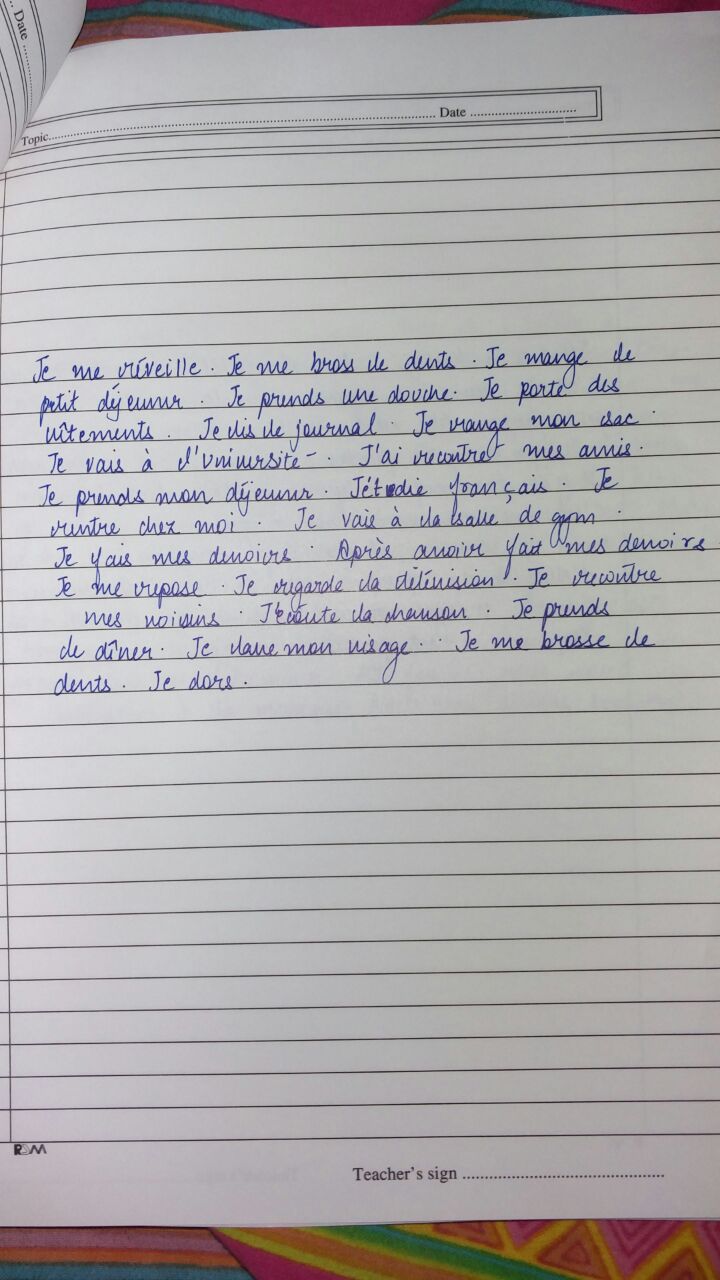 Date ........
Topic.................................................................. Date ..............................
Je me réveille. Je me bross de dents. Je mange de
petit déjeuner. Je prends une douche. Je porte des
vêtements. Je lis le journal. Je range mon sac.
Je vais à l'Université. J'ai recontré mes amis.
Je prends mon déjeuner. J'étudie français. Je
rentre chez moi. Je vais à la salle de gym.
Je fais mes devoirs. Après avoir fait mes devoirs
Je me repose. Je regarde la télévision. Je recontre
mes voisins. J'écoute la chanson. Je prends
de dîner. Je lave mon visage. Je me brosse de
dents. Je dors.
Teacher's sign ..................................................